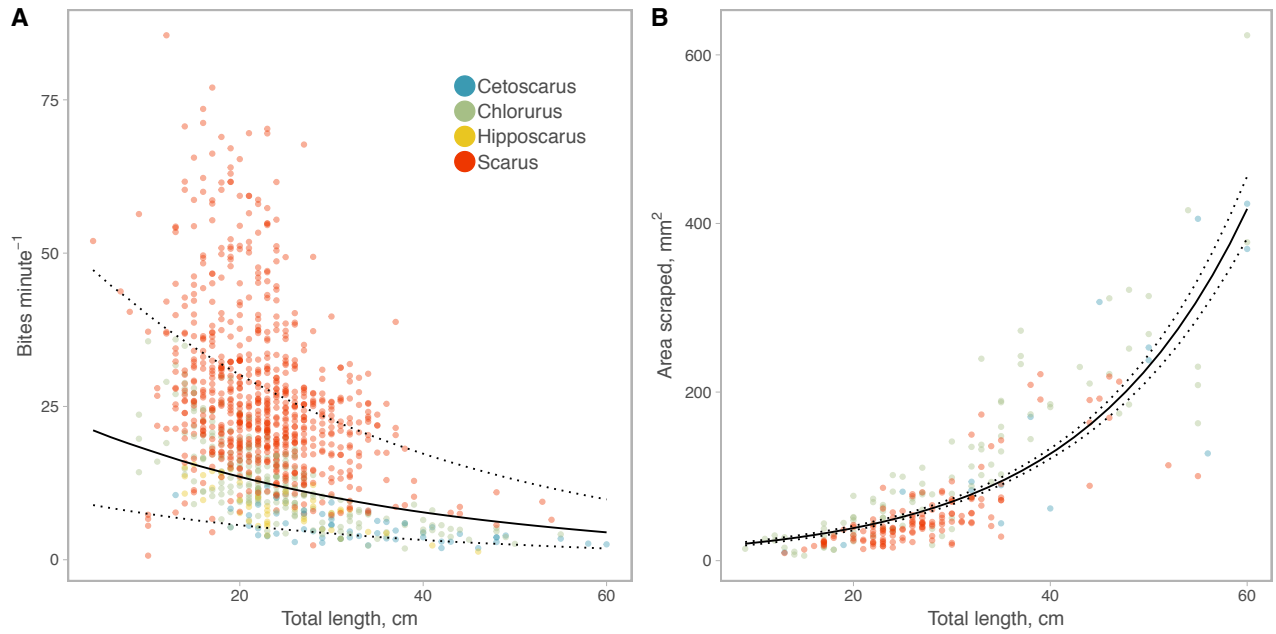 A
75
50
25
0
Bites minute⁻¹
20
40
60
Total length, cm
Cetoscarus
Chlorurus
Hipposcarus
Scarus
B
600
400
200
0
Area scraped, mm²
20
40
60
Total length, cm